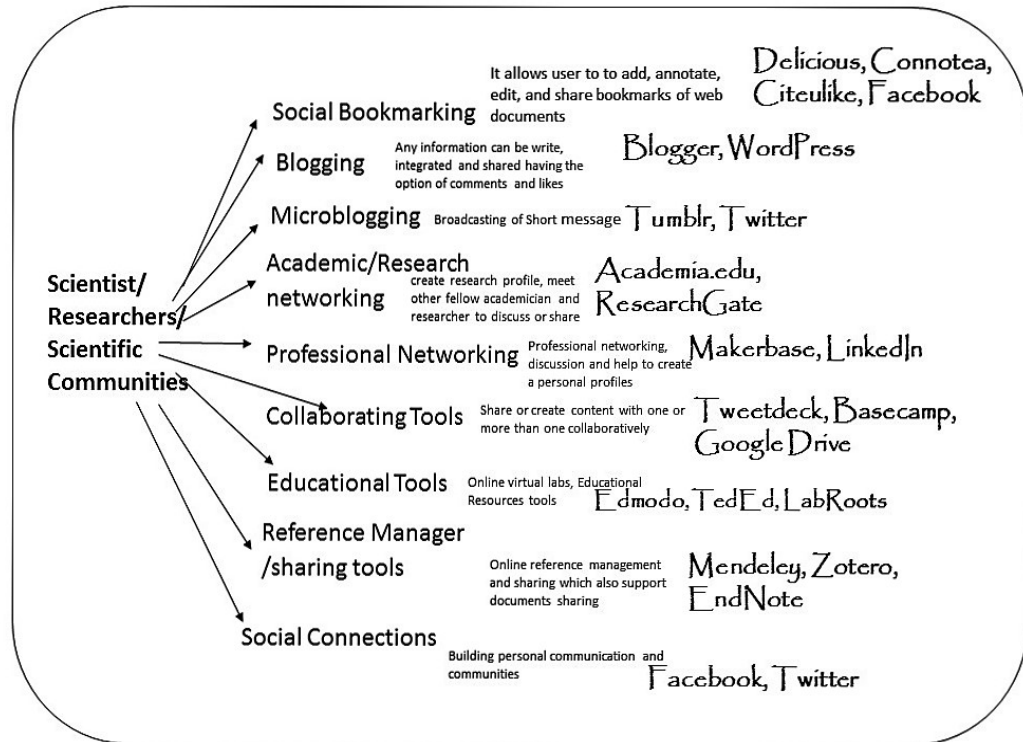 Scientist/
Researchers/
Scientific
Communities
Social Bookmarking
It allows user to to add, annotate,
edit, and share bookmarks of web
documents
Delicious, Connotea,
Citeulike, Facebook
Blogging
Any information can be write,
integrated and shared having the
option of comments and likes
Blogger, WordPress
Microblogging
Broadcasting of Short message
Tumblr, Twitter
Academic/Research
networking
create research profile, meet
other fellow academician and
researcher to discuss or share
Academia.edu,
ResearchGate
Professional Networking
Professional networking,
discussion and help to create
a personal profiles
Makerbase, LinkedIn
Collaborating Tools
Share or create content with one or
more than one collaboratively
Tweetdeck, Basecamp,
Google Drive
Educational Tools
Online virtual labs, Educational
Resources tools
Edmodo, TedEd, LabRoots
Reference Manager
/sharing tools
Online reference management
and sharing which also support
documents sharing
Mendeley, Zotero,
EndNote
Social Connections
Building personal communication and
communities
Facebook, Twitter